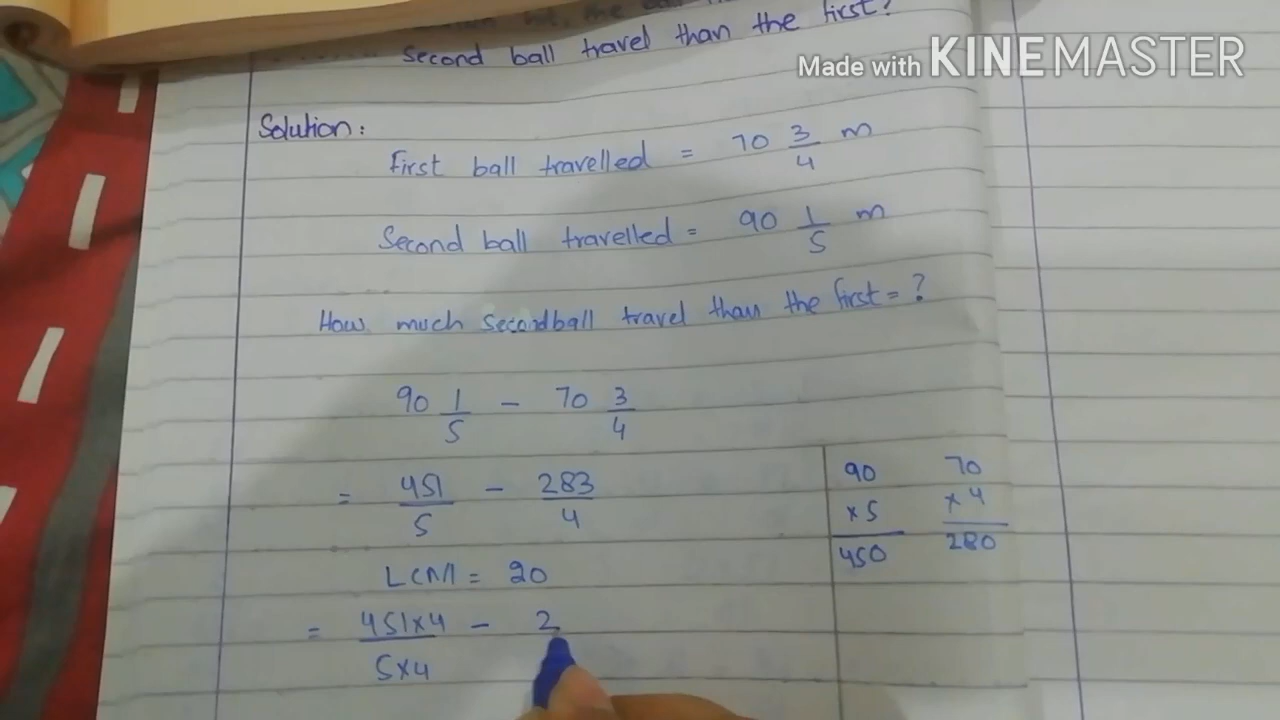 Second ball travel than the first?
Made with KINEMASTER
Solution:
First ball travelled = 70 3/4 m
Second ball travelled = 90 1/5 m
How much second ball travel than the first = ?
90 1/5 - 70 3/4
= 451/5 - 283/4
90 70
×5 ×4
450 280
LCM = 20
= 451×4/5×4 - 2